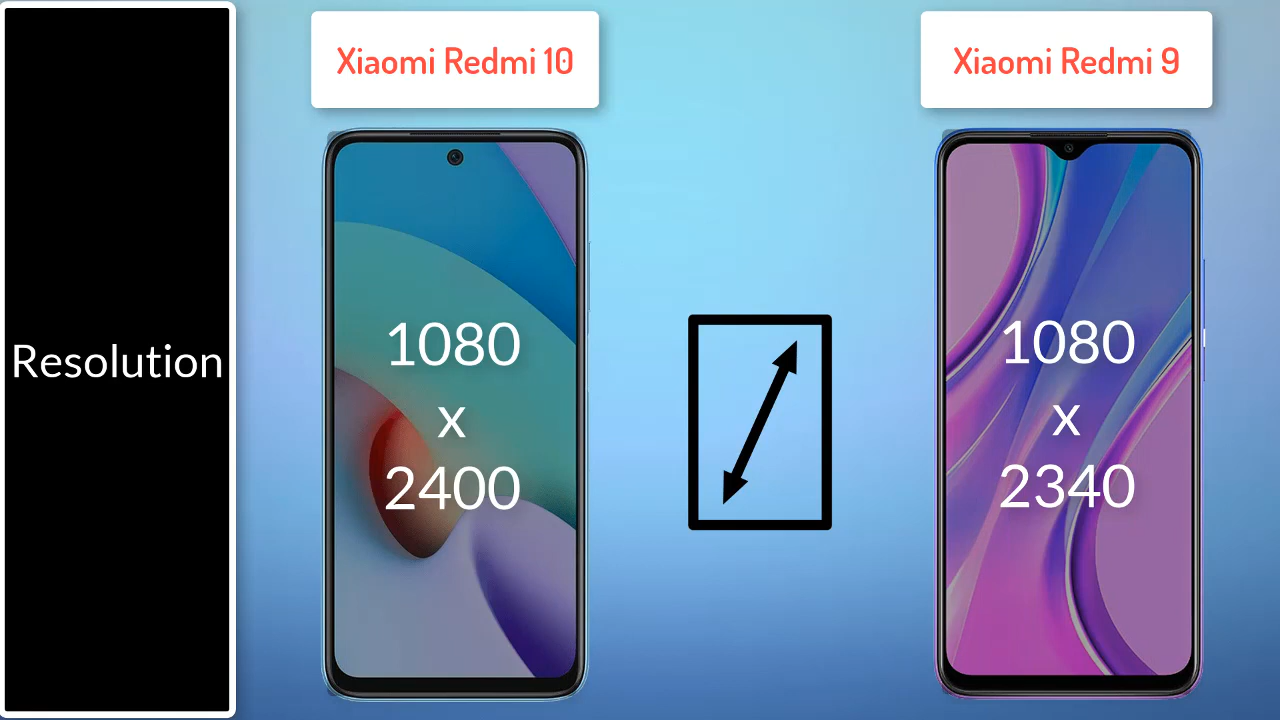 Xiaomi Redmi 10
Xiaomi Redmi 9
Resolution
1080
x
2400
1080
x
2340